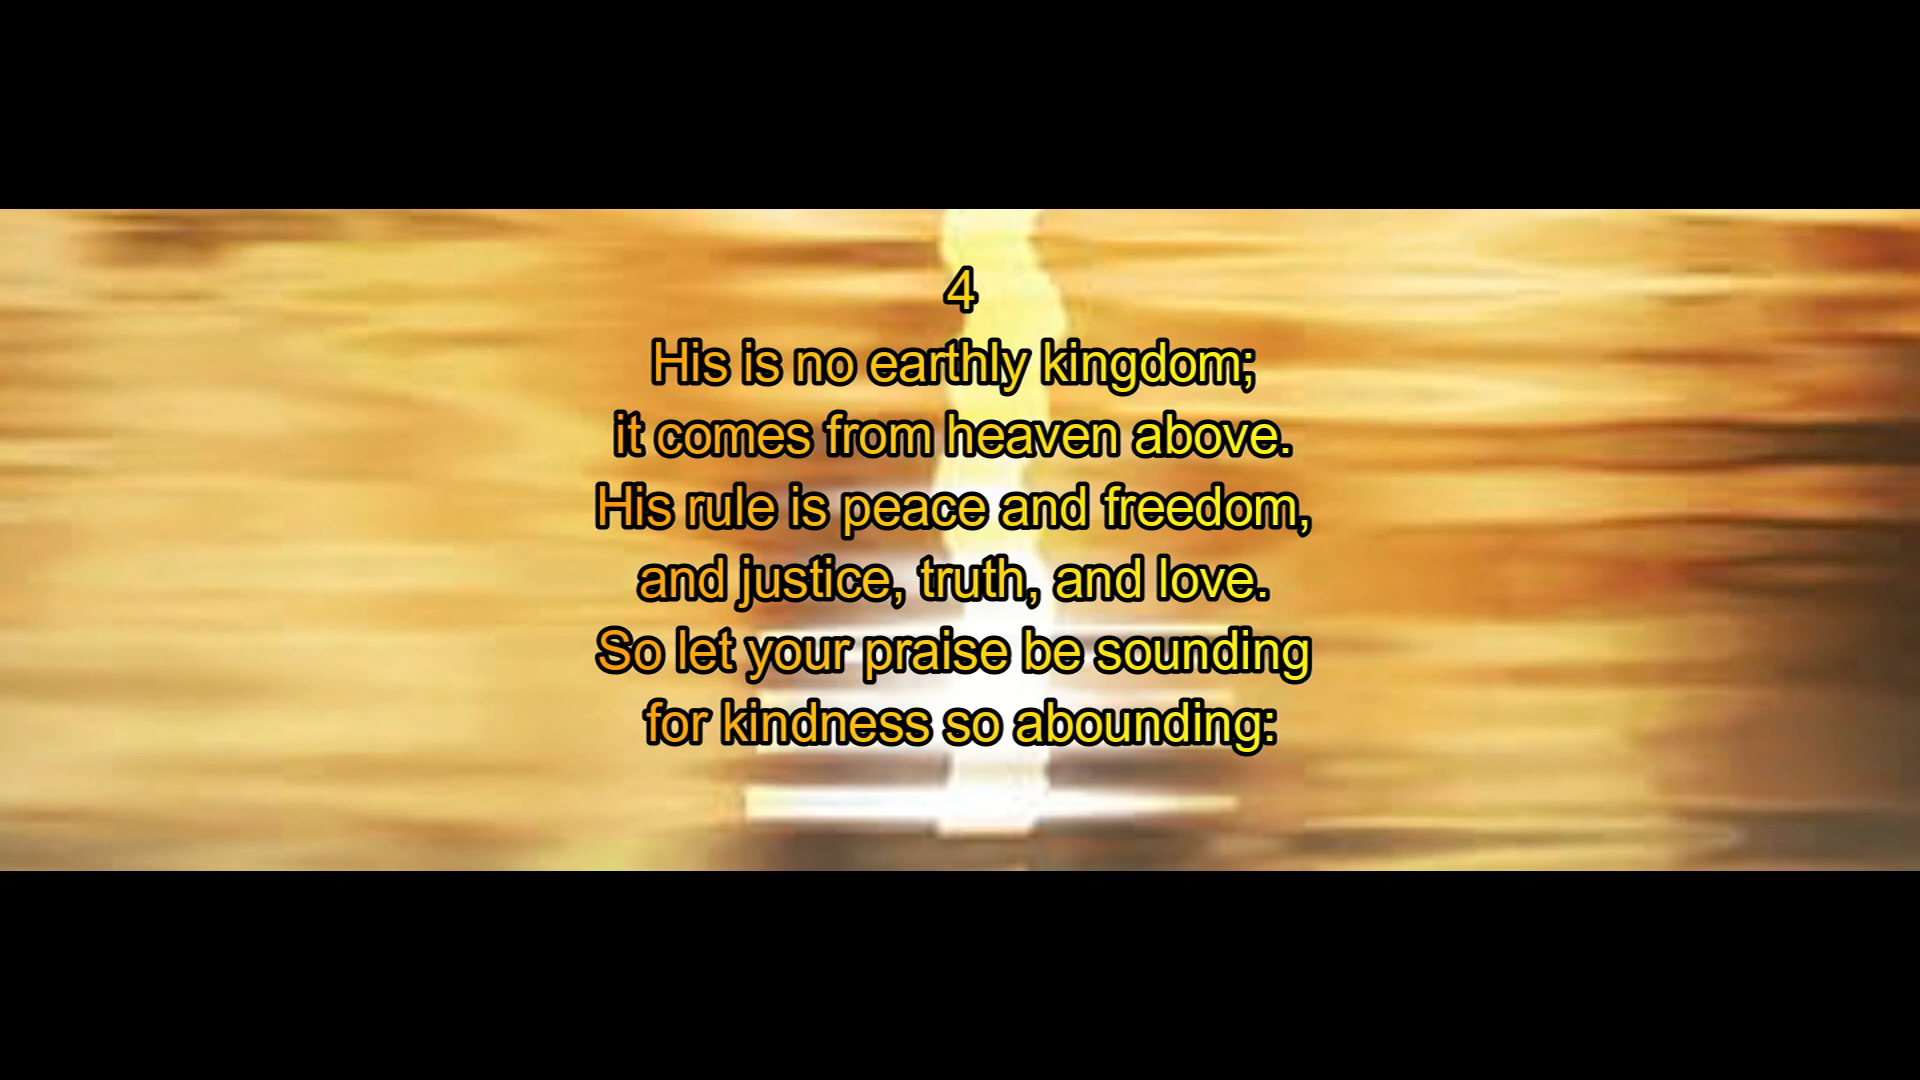 4
His is no earthly kingdom;
it comes from heaven above.
His rule is peace and freedom,
and justice, truth, and love.
So let your praise be sounding
for kindness so abounding: